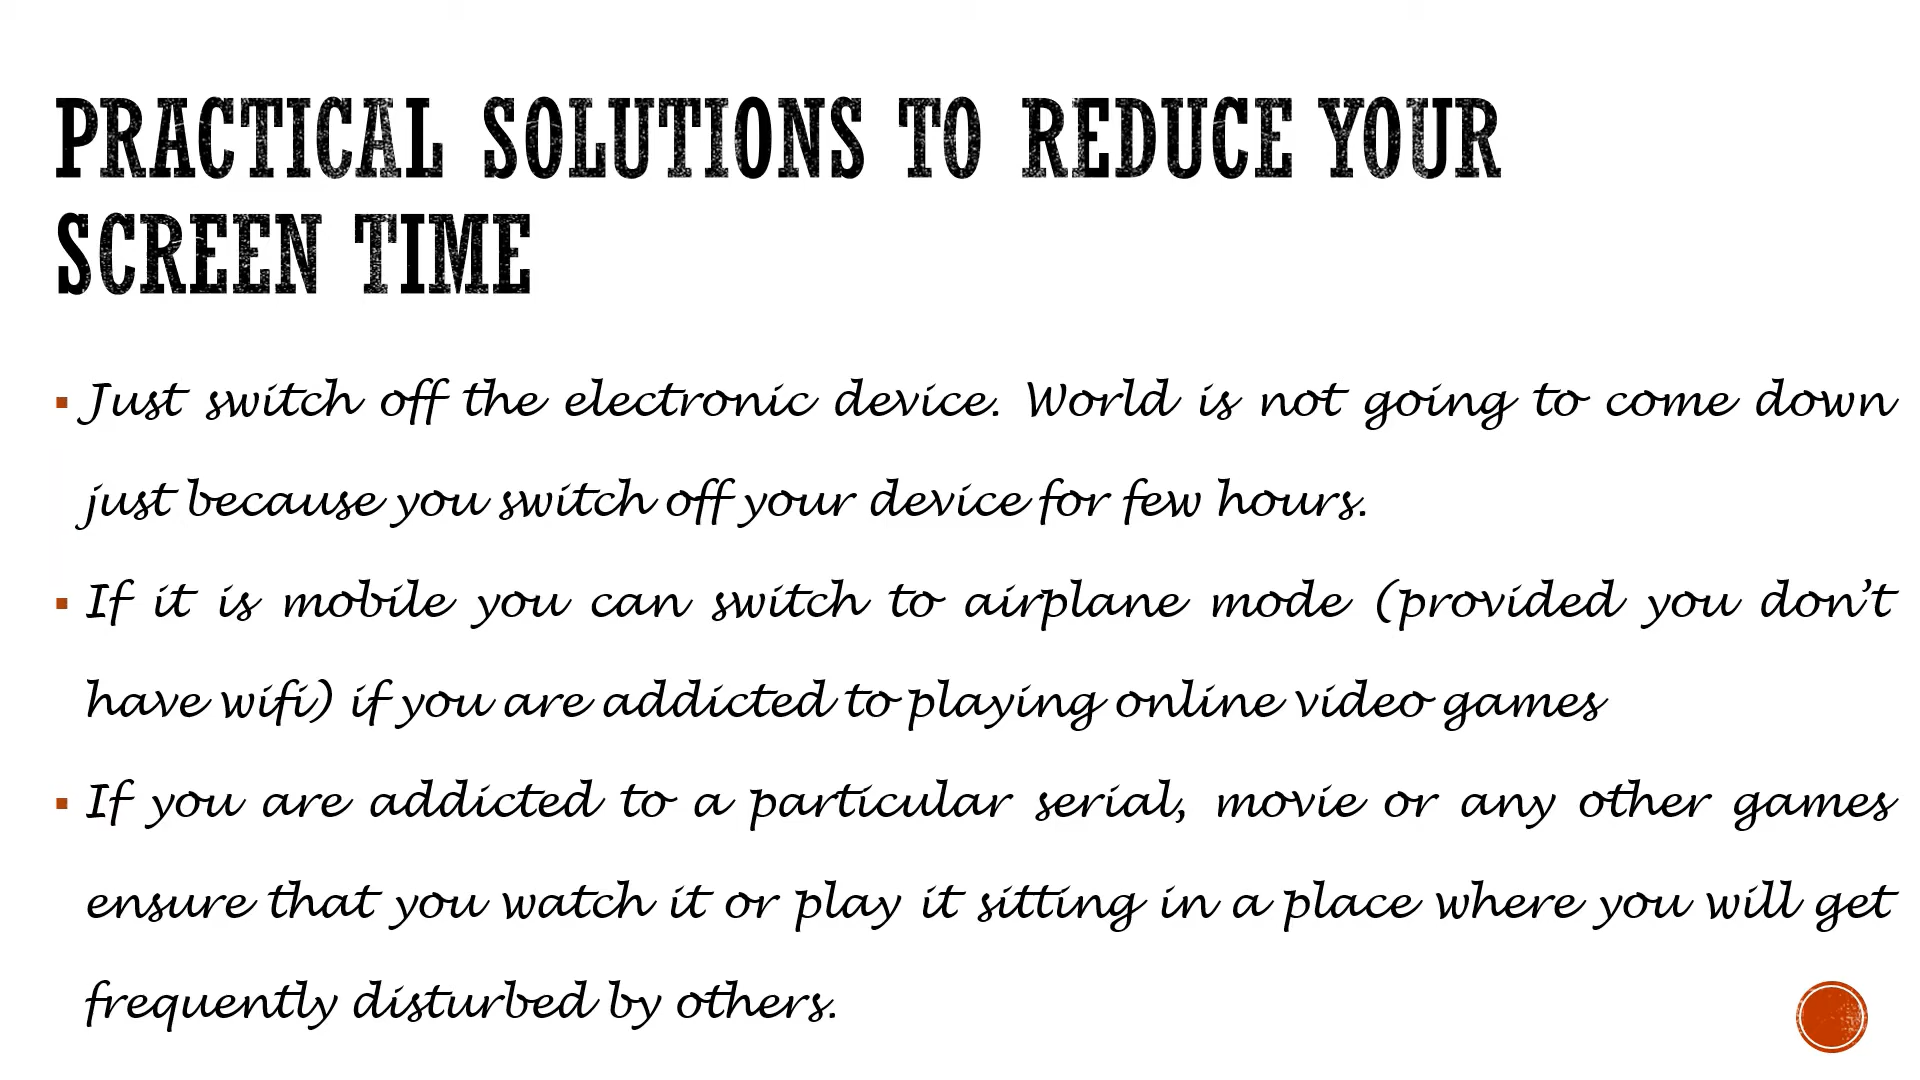 PRACTICAL SOLUTIONS TO REDUCE YOUR
SCREEN TIME
▪ Just switch off the electronic device. World is not going to come down
just because you switch off your device for few hours.
▪ If it is mobile you can switch to airplane mode (provided you don’t
have wifi) if you are addicted to playing online video games
▪ If you are addicted to a particular serial, movie or any other games
ensure that you watch it or play it sitting in a place where you will get
frequently disturbed by others.